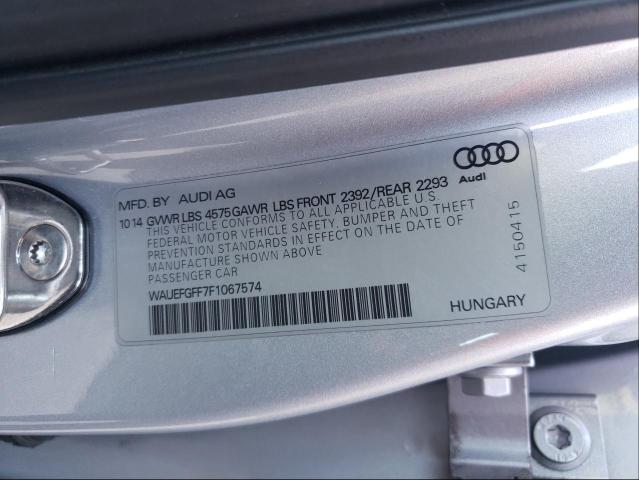 MFD. BY AUDI AG
Audi
10 14 GVWR LBS 4575 GAWR LBS FRONT 2392/REAR 2293
THIS VEHICLE CONFORMS TO ALL APPLICABLE U.S.
FEDERAL MOTOR VEHICLE SAFETY, BUMPER AND THEFT
PREVENTION STANDARDS IN EFFECT ON THE DATE OF
MANUFACTURE SHOWN ABOVE
PASSENGER CAR
WAUEFGFF7F1067574
4150415
HUNGARY